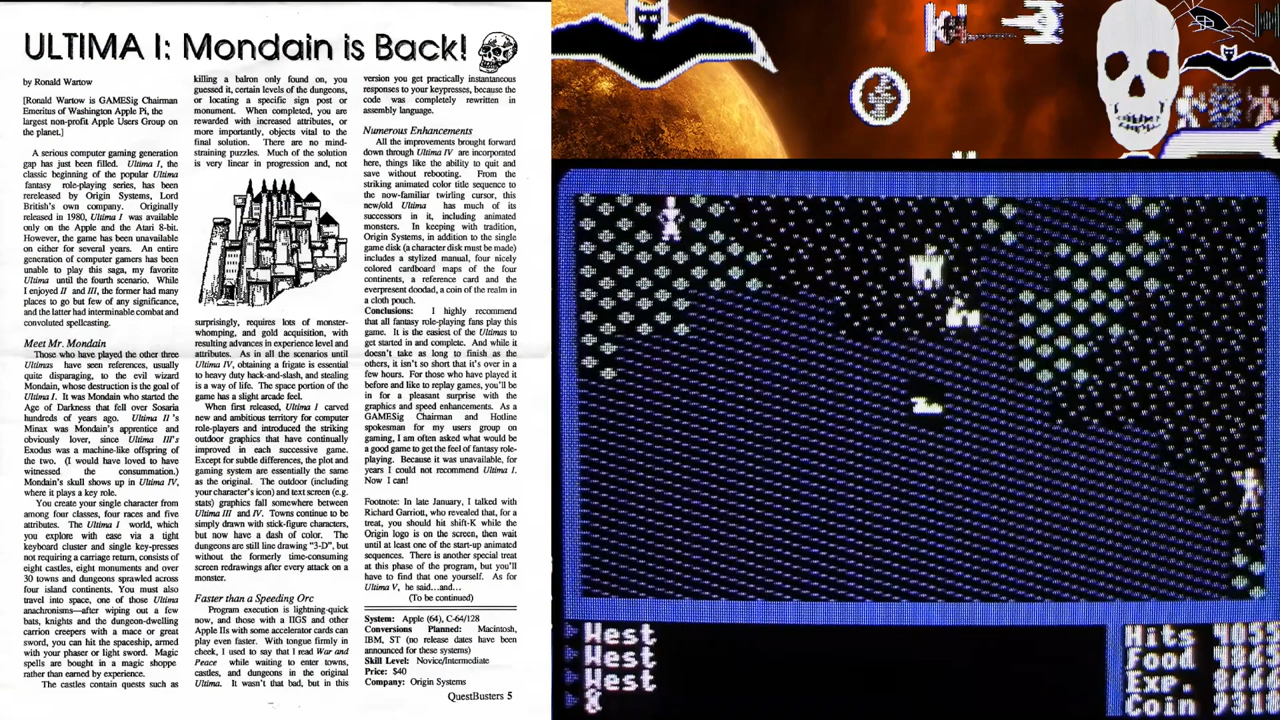 ULTIMA I: Mondain is Back!
by Ronald Wartow
[Ronald Wartow is GAMESig Chairman
Emeritus of Washington Apple Pi, the
largest non-profit Apple Users Group on
the planet.]
A serious computer gaming generation
gap has just been filled. Ultima I, the
classic beginning of the popular Ultima
fantasy role-playing series, has been
rereleased by Origin Systems, Lord
British's own company. Originally
released in 1980, Ultima I was available
only on the Apple and the Atari 8-bit.
However, the game has been unavailable
on either for several years. An entire
generation of computer gamers has been
unable to play this saga, my favorite
Ultima until the fourth scenario. While
I enjoyed II and III, the former had many
places to go but few of any significance,
and the latter had interminable combat and
convoluted spellcasting.
Meet Mr. Mondain
Those who have played the other three
Ultimas have seen references, usually
quite disparaging, to the evil wizard
Mondain, whose destruction is the goal of
Ultima I. It was Mondain who started the
Age of Darkness that fell over Sosaria
hundreds of years ago. Ultima II's
Minax was Mondain's apprentice and
obviously lover, since Ultima III's
Exodus was a machine-like offspring of
the two. (I would have loved to have
witnessed the consummation.)
Mondain's skull shows up in Ultima IV,
where it plays a key role.
You create your single character from
among four classes, four races and five
attributes. The Ultima I world, which
you explore with ease via a tight
keyboard cluster and single key-presses
not requiring a carriage return, consists of
eight castles, eight monuments and over
30 towns and dungeons sprawled across
four island continents. You must also
travel into space, one of those Ultima
anachronisms—after wiping out a few
bats, knights and the dungeon-dwelling
carrion creepers with a mace or great
sword, you can hit the spaceship, armed
with your phaser or light sword. Magic
spells are bought in a magic shoppe
rather than earned by experience.
The castles contain quests such as
killing a balron only found on, you
guessed it, certain levels of the dungeons,
or locating a specific sign post or
monument. When completed, you are
rewarded with increased attributes, or
more importantly, objects vital to the
final solution. There are no mind-
straining puzzles. Much of the solution
is very linear in progression and, not
surprisingly, requires lots of monster-
whomping, and gold acquisition, with
resulting advances in experience level and
attributes. As in all the scenarios until
Ultima IV, obtaining a frigate is essential
to heavy duty hack-and-slash, and stealing
is a way of life. The space portion of the
game has a slight arcade feel.
When first released, Ultima I carved
new and ambitious territory for computer
role-players and introduced the striking
outdoor graphics that have continually
improved in each successive game.
Except for subtle differences, the plot and
gaming system are essentially the same
as the original. The outdoor (including
your character's icon) and text screen (e.g.
stats) graphics fall somewhere between
Ultima III and IV. Towns continue to be
simply drawn with stick-figure characters,
but now have a dash of color. The
dungeons are still line drawing "3-D", but
without the formerly time-consuming
screen redrawings after every attack on a
monster.
Faster than a Speeding Orc
Program execution is lightning-quick
now, and those with a IIGS and other
Apple IIs with some accelerator cards can
play even faster. With tongue firmly in
cheek, I used to say that I read War and
Peace while waiting to enter towns,
castles, and dungeons in the original
Ultima. It wasn't that bad, but in this
version you get practically instantaneous
responses to your keypresses, because the
code was completely rewritten in
assembly language.
Numerous Enhancements
All the improvements brought forward
down through Ultima IV are incorporated
here, things like the ability to quit and
save without rebooting. From the
striking animated color title sequence to
the now-familiar twirling cursor, this
new/old Ultima has much of its
successors in it, including animated
monsters. In keeping with tradition,
Origin Systems, in addition to the single
game disk (a character disk must be made)
includes a stylized manual, four nicely
colored cardboard maps of the four
continents, a reference card and the
everpresent doodad, a coin of the realm in
a cloth pouch.
Conclusions: I highly recommend
that all fantasy role-playing fans play this
game. It is the easiest of the Ultimas to
get started in and complete. And while it
doesn't take as long to finish as the
others, it isn't so short that it's over in a
few hours. For those who have played it
before and like to replay games, you'll be
in for a pleasant surprise with the
graphics and speed enhancements. As a
GAMESig Chairman and Hotline
spokesman for my users group on
gaming, I am often asked what would be
a good game to get the feel of fantasy role-
playing. Because it was unavailable, for
years I could not recommend Ultima I.
Now I can!
Footnote: In late January, I talked with
Richard Garriott, who revealed that, for a
treat, you should hit shift-K while the
Origin logo is on the screen, then wait
until at least one of the start-up animated
sequences. There is another special treat
at this phase of the program, but you'll
have to find that one yourself. As for
Ultima V, he said...and...
(To be continued)
System: Apple (64), C-64/128
Conversions Planned: Macintosh,
IBM, ST (no release dates have been
announced for these systems)
Skill Level: Novice/Intermediate
Price: $40
Company: Origin Systems
QuestBusters 5
West
West
West
Hits
Food
Exp.
Coin